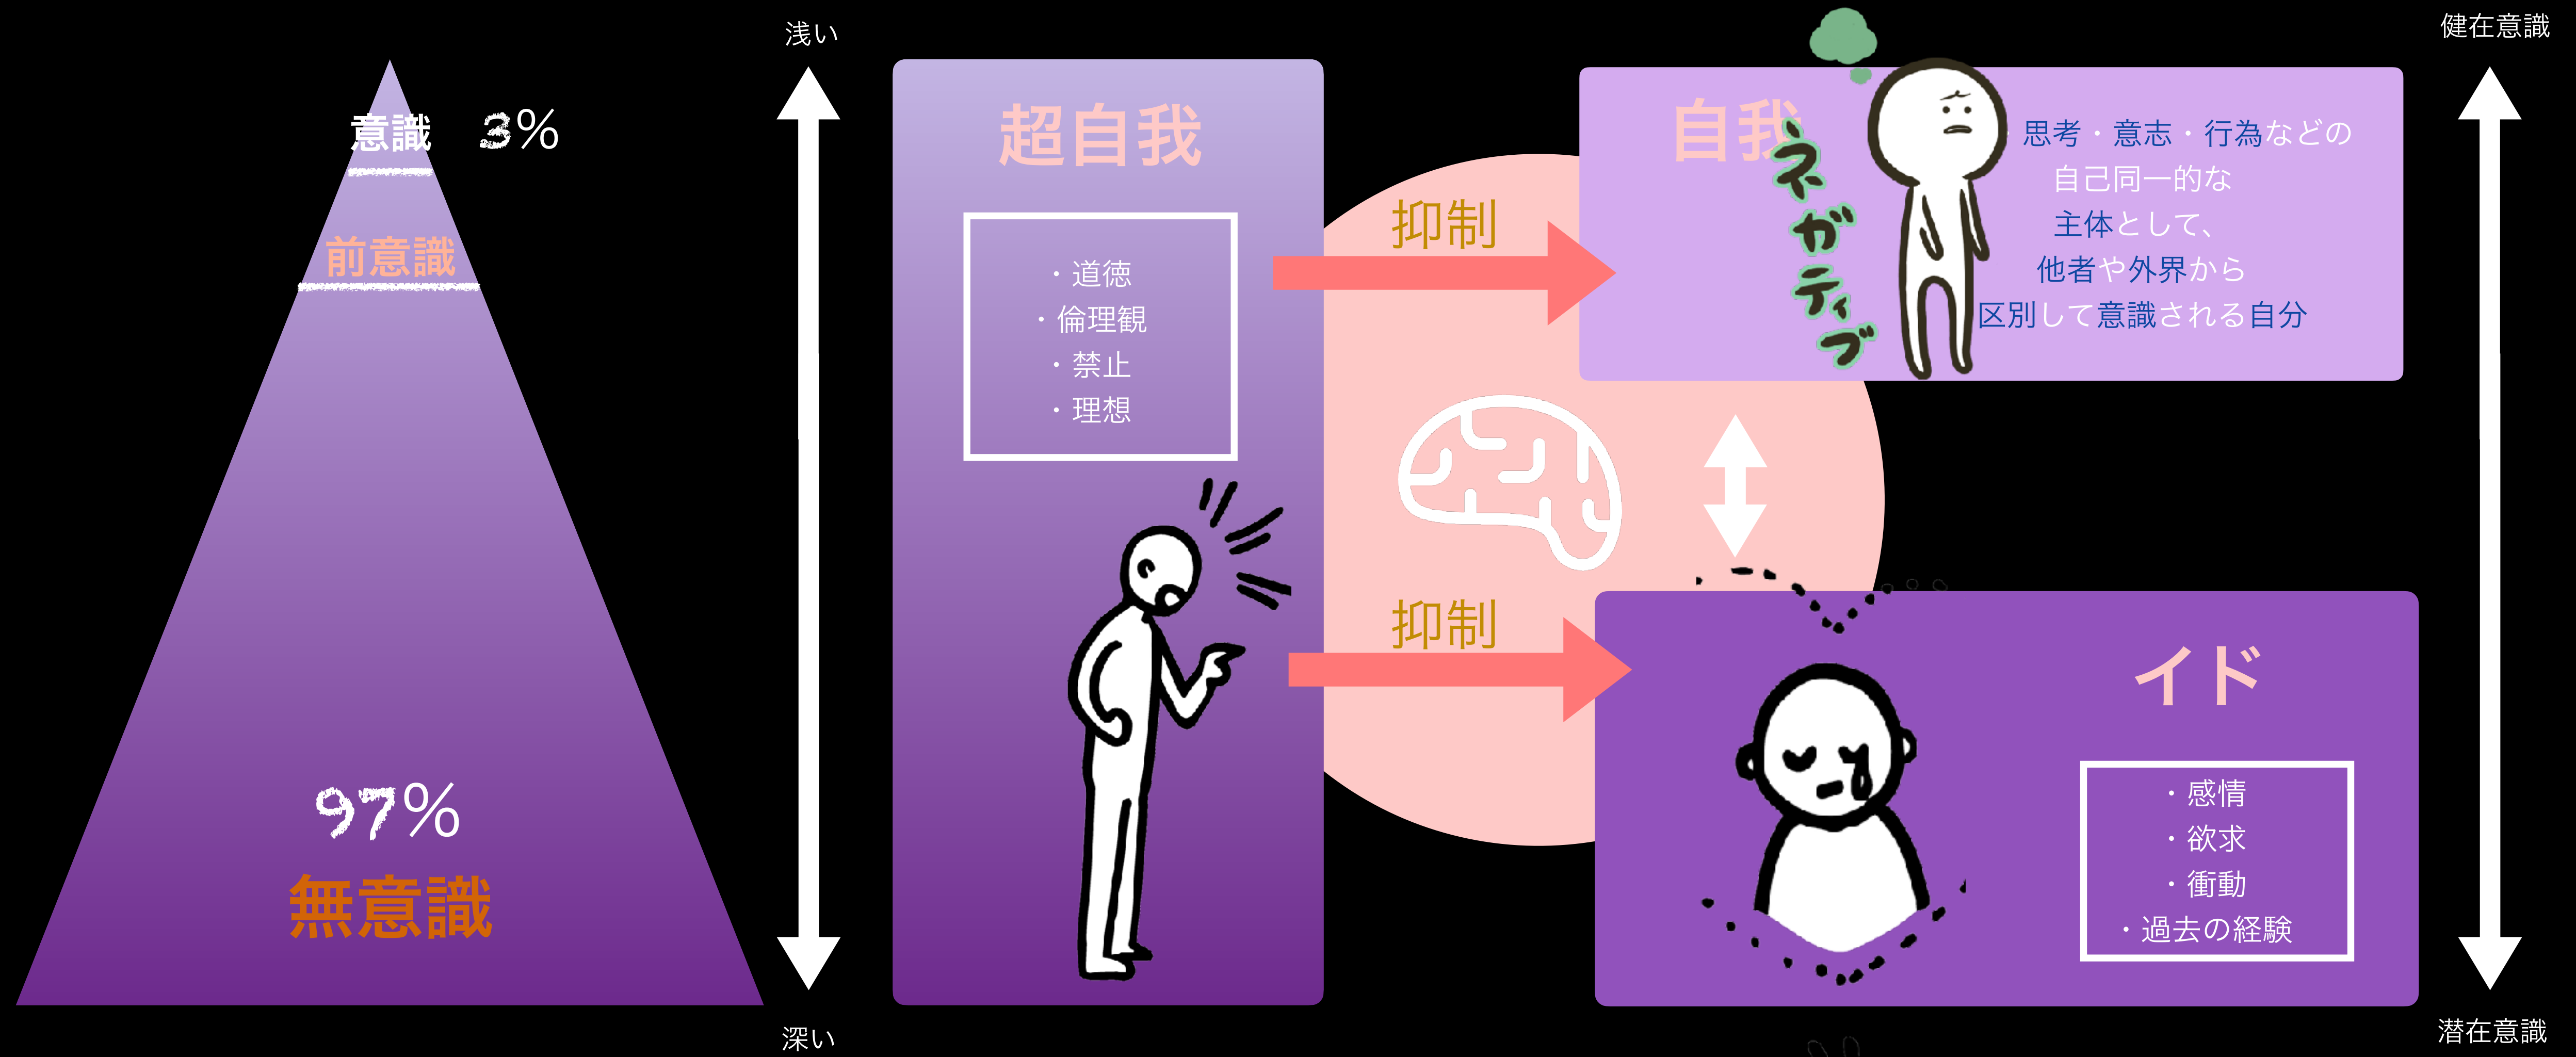 意識 3%
前意識
97%
無意識
浅い
深い
超自我
・道徳
・倫理観
・禁止
・理想
抑制
抑制
自我
ネガティブ
思考・意志・行為などの
自己同一的な
主体として、
他者や外界から
区別して意識される自分
イド
・感情
・欲求
・衝動
・過去の経験
健在意識
潜在意識